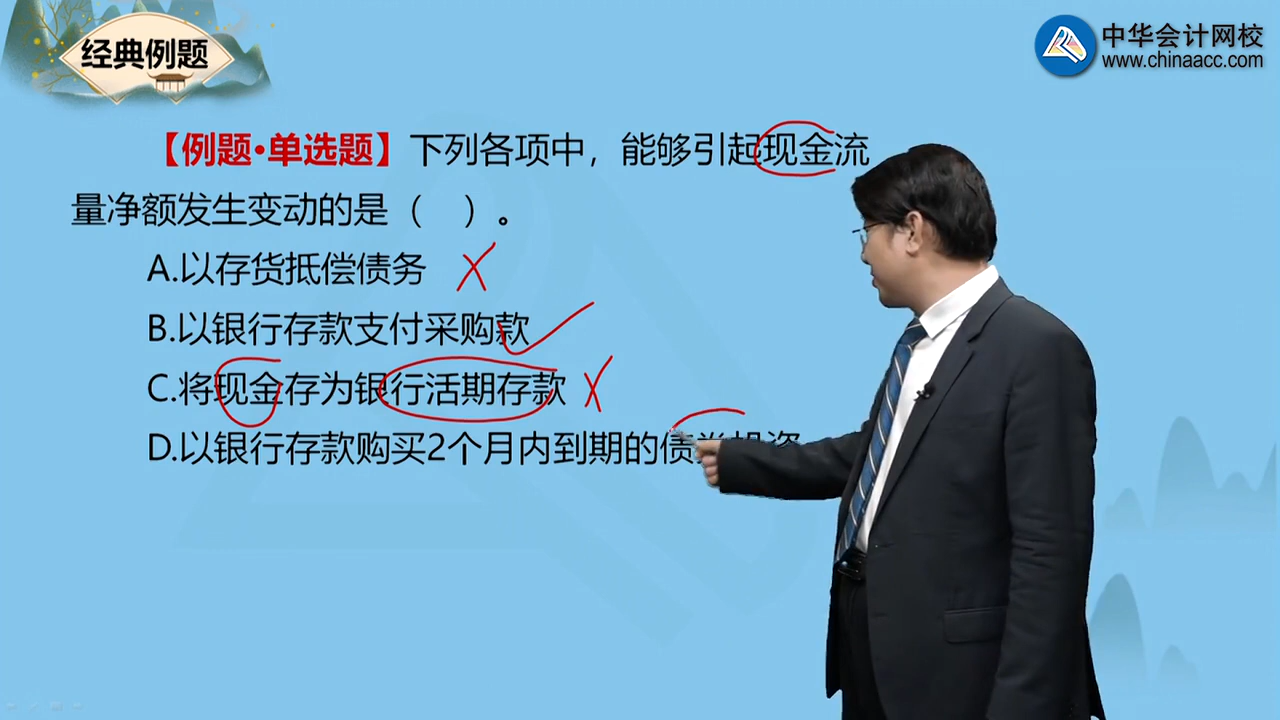 经典例题
中华会计网校
www.chinaacc.com
【例题·单选题】下列各项中，能够引起现金流
量净额发生变动的是（ ）。
A.以存货抵偿债务
B.以银行存款支付采购款
C.将现金存为银行活期存款
D.以银行存款购买2个月内到期的债券投资